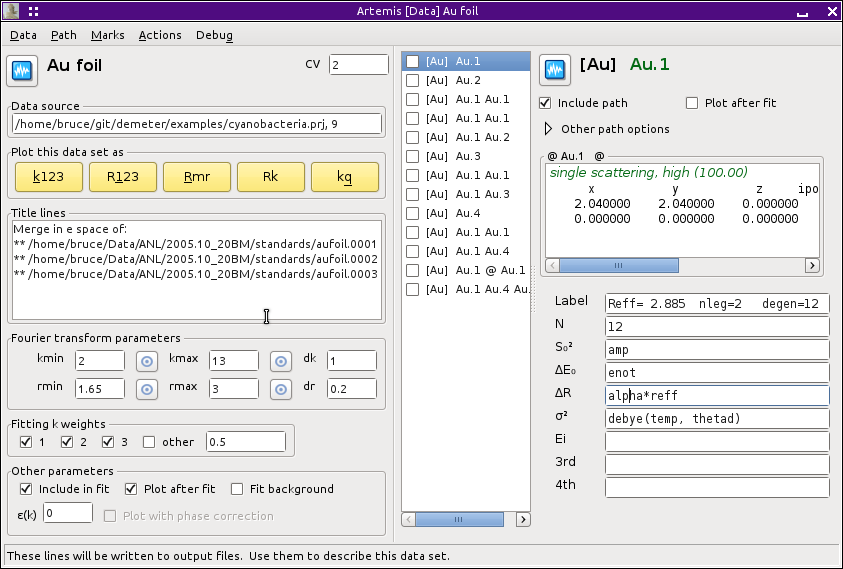 Artemis [Data] Au foil
Data Path Marks Actions Debug
Au foil
CV 2
Data source
/home/bruce/git/demeter/examples/cyanobacteria.prj, 9
Plot this data set as
k123 R123 Rmr Rk kq
Title lines
Merge in e space of:
** /home/bruce/Data/ANL/2005.10_20BM/standards/aufoil.0001
** /home/bruce/Data/ANL/2005.10_20BM/standards/aufoil.0002
** /home/bruce/Data/ANL/2005.10_20BM/standards/aufoil.0003
Fourier transform parameters
kmin 2 kmax 13 dk 1
rmin 1.65 rmax 3 dr 0.2
Fitting k weights
1 2 3 other 0.5
Other parameters
Include in fit Plot after fit Fit background
ε(k) 0 Plot with phase correction
[Au] Au.1
[Au] Au.2
[Au] Au.1 Au.1
[Au] Au.1 Au.1
[Au] Au.1 Au.2
[Au] Au.3
[Au] Au.1 Au.1
[Au] Au.1 Au.3
[Au] Au.4
[Au] Au.1 Au.1
[Au] Au.1 Au.4
[Au] Au.1 @ Au.1
[Au] Au.1 Au.4 Au.
[Au] Au.1
Include path Plot after fit
Other path options
@ Au.1 @
single scattering, high (100.00)
x y z ipo
2.040000 2.040000 0.000000
0.000000 0.000000 0.000000
Label Reff= 2.885 nleg=2 degen=12
N 12
S₀² amp
ΔE₀ enot
ΔR alpha*reff
σ² debye(temp, thetad)
Ei
3rd
4th
These lines will be written to output files. Use them to describe this data set.